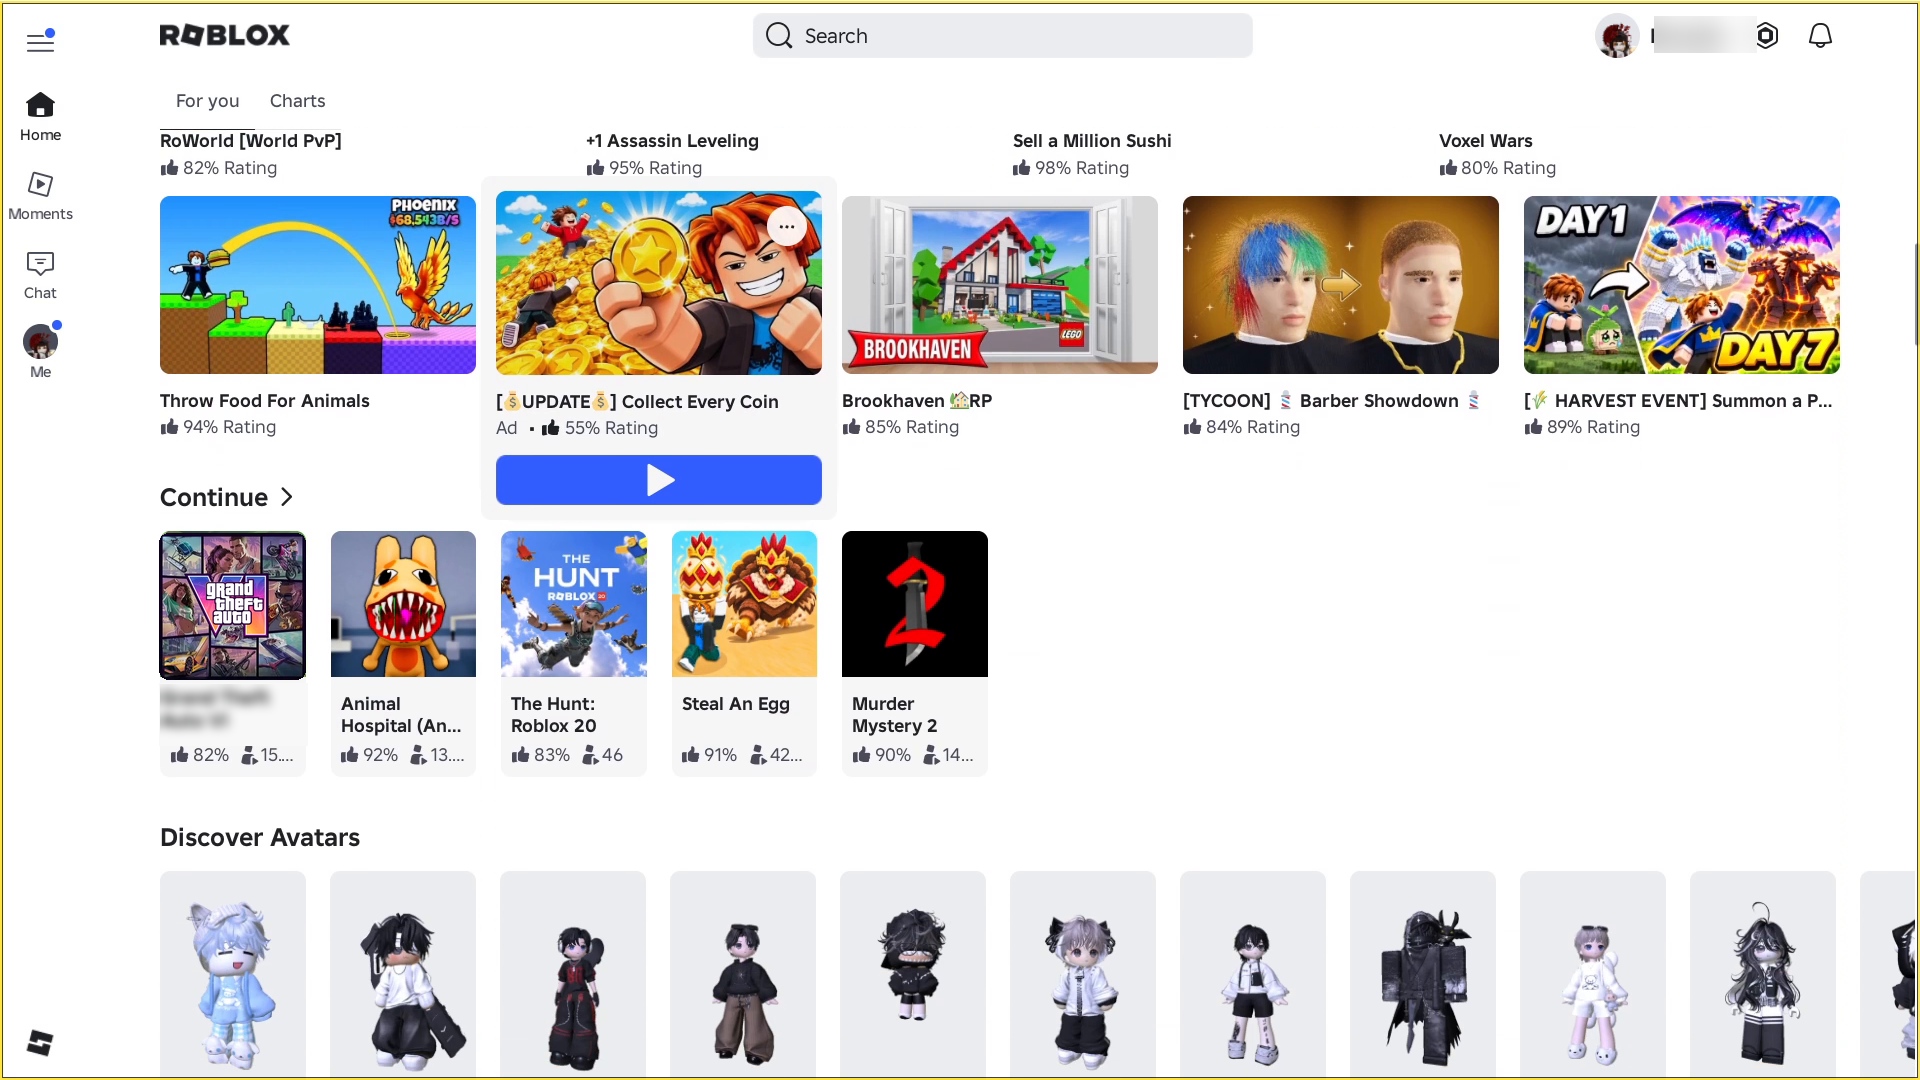 ROBLOX
Search
Home
Moments
Chat
Me
For you
Charts
RoWorld [World PvP]
82% Rating
+1 Assassin Leveling
95% Rating
Sell a Million Sushi
98% Rating
Voxel Wars
80% Rating
PHOENIX
$68,543B/S
BROOKHAVEN
LEGO
DAY 1
DAY 7
Throw Food For Animals
94% Rating
[💰UPDATE💰] Collect Every Coin
Ad • 55% Rating
Brookhaven 🏡RP
85% Rating
[TYCOON] 💈 Barber Showdown 💈
84% Rating
[🌾 HARVEST EVENT] Summon a P...
89% Rating
Continue
grand
theft
auto
THE
HUNT
ROBLOX 20
2
82% 15....
Animal
Hospital (An...
92% 13....
The Hunt:
Roblox 20
83% 46
Steal An Egg
91% 42...
Murder
Mystery 2
90% 14...
Discover Avatars